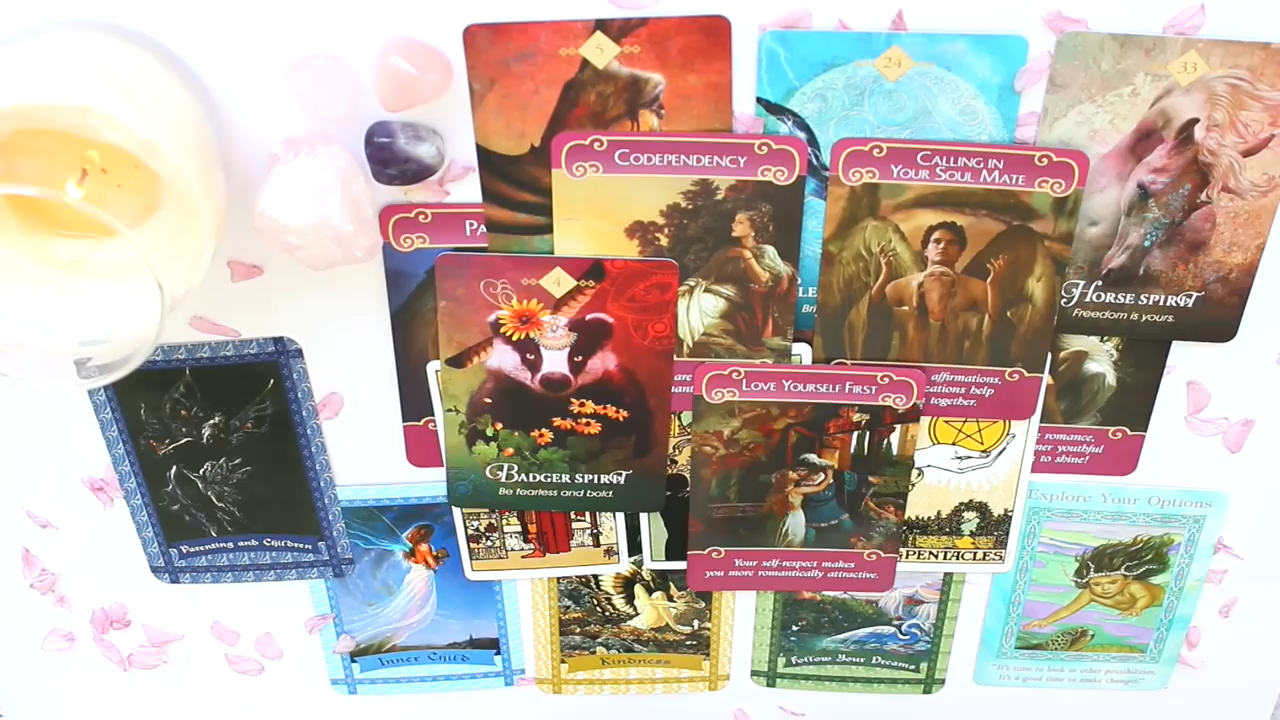 5
24
33
CODEPENDENCY
CALLING IN
YOUR SOUL MATE
PA
4
HORSE SPIRIT
Freedom is yours.
BADGER SPIRIT
Be fearless and bold.
LOVE YOURSELF FIRST
Your self-respect makes
you more romantically attractive.
affirmations,
help
together.
romance,
youthful
to shine!
PENTACLES
Explore Your Options
"It's time to look at other possibilities.
It's a good time to make changes."
Parenting and Children
Inner Child
Kindness
Follow Your Dreams